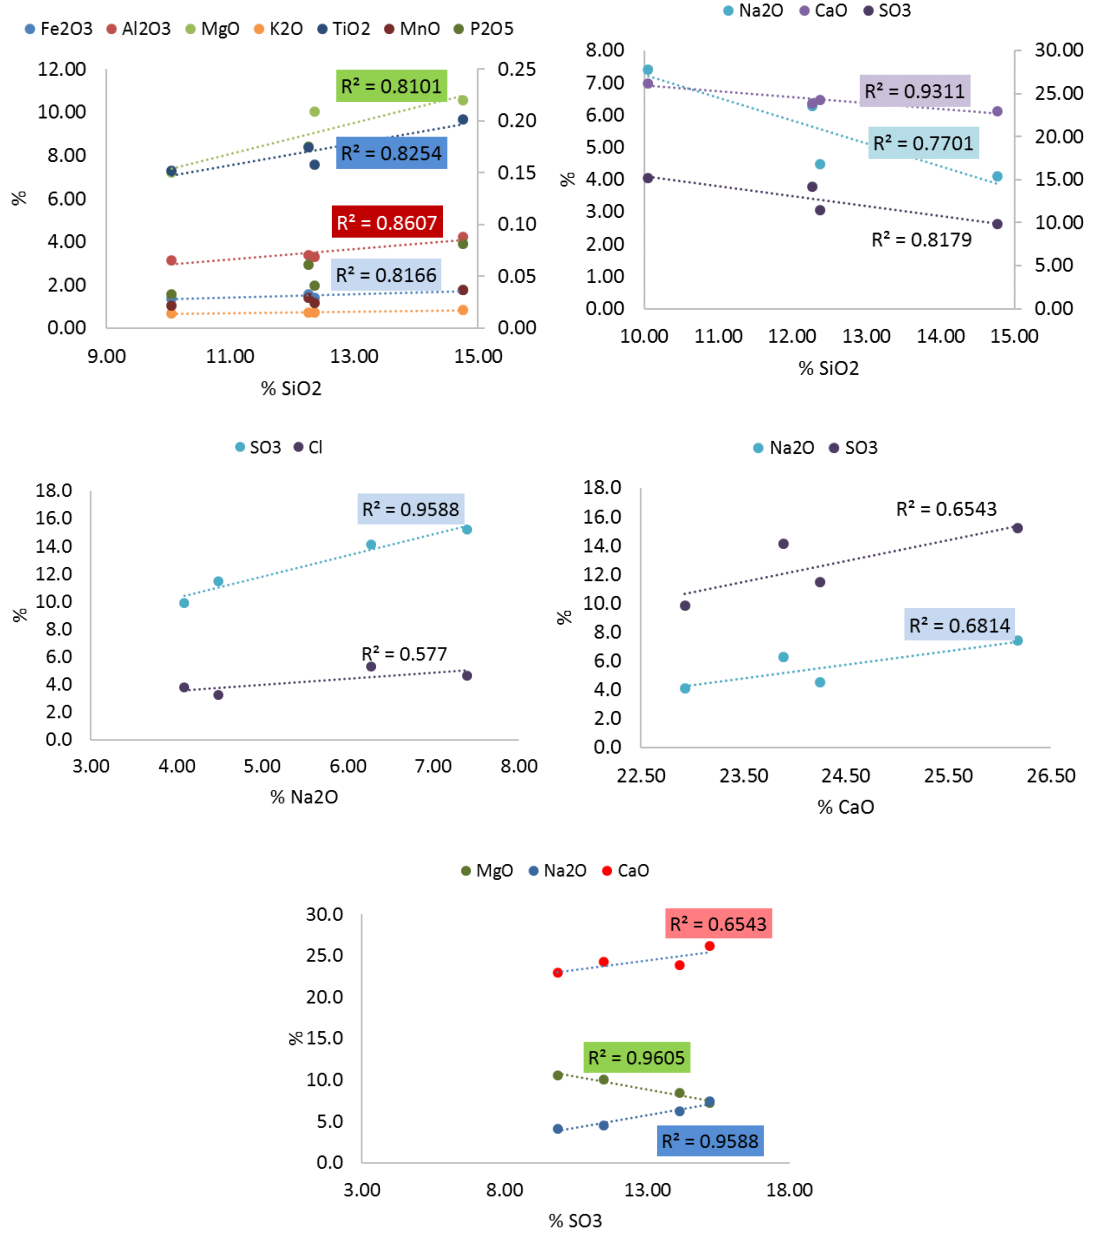 Fe2O3 Al2O3 MgO K2O TiO2 MnO P2O5
12.00
10.00
8.00
6.00
4.00
2.00
0.00
%
0.25
0.20
0.15
0.10
0.05
0.00
R² = 0.8101
R² = 0.8254
R² = 0.8607
R² = 0.8166
9.00 11.00 13.00 15.00
% SiO2
Na2O CaO SO3
8.00
7.00
6.00
5.00
4.00
3.00
2.00
1.00
0.00
%
30.00
25.00
20.00
15.00
10.00
5.00
0.00
R² = 0.9311
R² = 0.7701
R² = 0.8179
10.00 11.00 12.00 13.00 14.00 15.00
% SiO2
SO3 Cl
18.0
16.0
14.0
12.0
10.0
8.0
6.0
4.0
2.0
0.0
%
R² = 0.9588
R² = 0.577
3.00 4.00 5.00 6.00 7.00 8.00
% Na2O
Na2O SO3
18.0
16.0
14.0
12.0
10.0
8.0
6.0
4.0
2.0
0.0
%
R² = 0.6543
R² = 0.6814
22.50 23.50 24.50 25.50 26.50
% CaO
MgO Na2O CaO
30.0
25.0
20.0
15.0
10.0
5.0
0.0
%
R² = 0.6543
R² = 0.9605
R² = 0.9588
3.00 8.00 13.00 18.00
% SO3